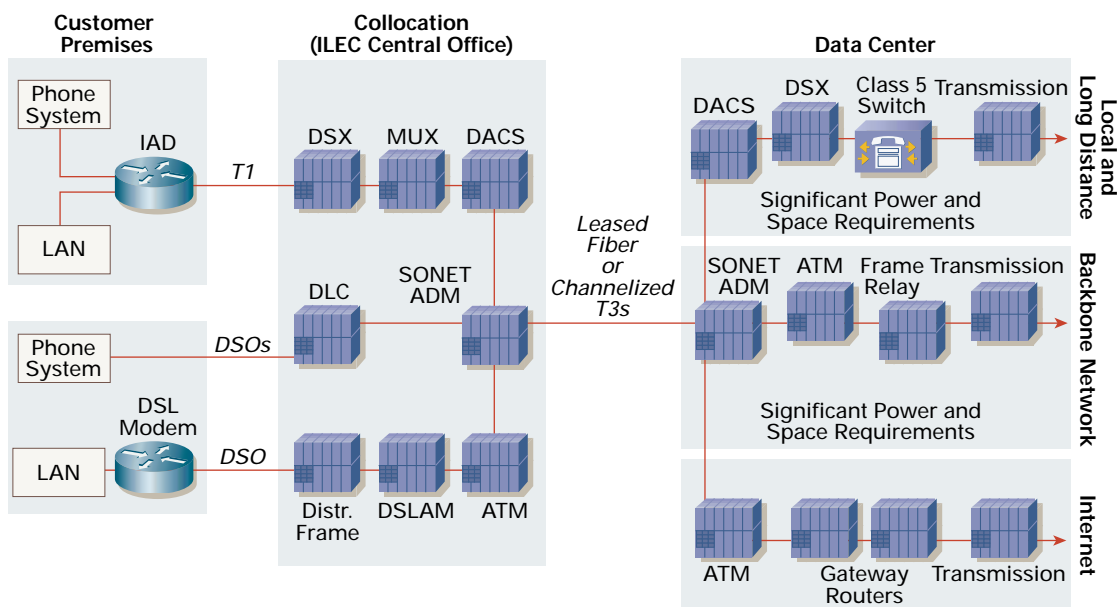 Customer
Premises
Collocation
(ILEC Central Office)
Data Center
Phone
System
IAD
LAN
T1
DSX
MUX
DACS
DLC
SONET
ADM
Phone
System
DSOs
DSL
Modem
LAN
DSO
Distr.
Frame
DSLAM
ATM
Leased
Fiber
or
Channelized
T3s
DACS
DSX
Class 5
Switch
Transmission
Significant Power and
Space Requirements
Local and
Long Distance
SONET
ADM
ATM
Frame
Relay
Transmission
Significant Power and
Space Requirements
Backbone Network
ATM
Gateway
Routers
Transmission
Internet